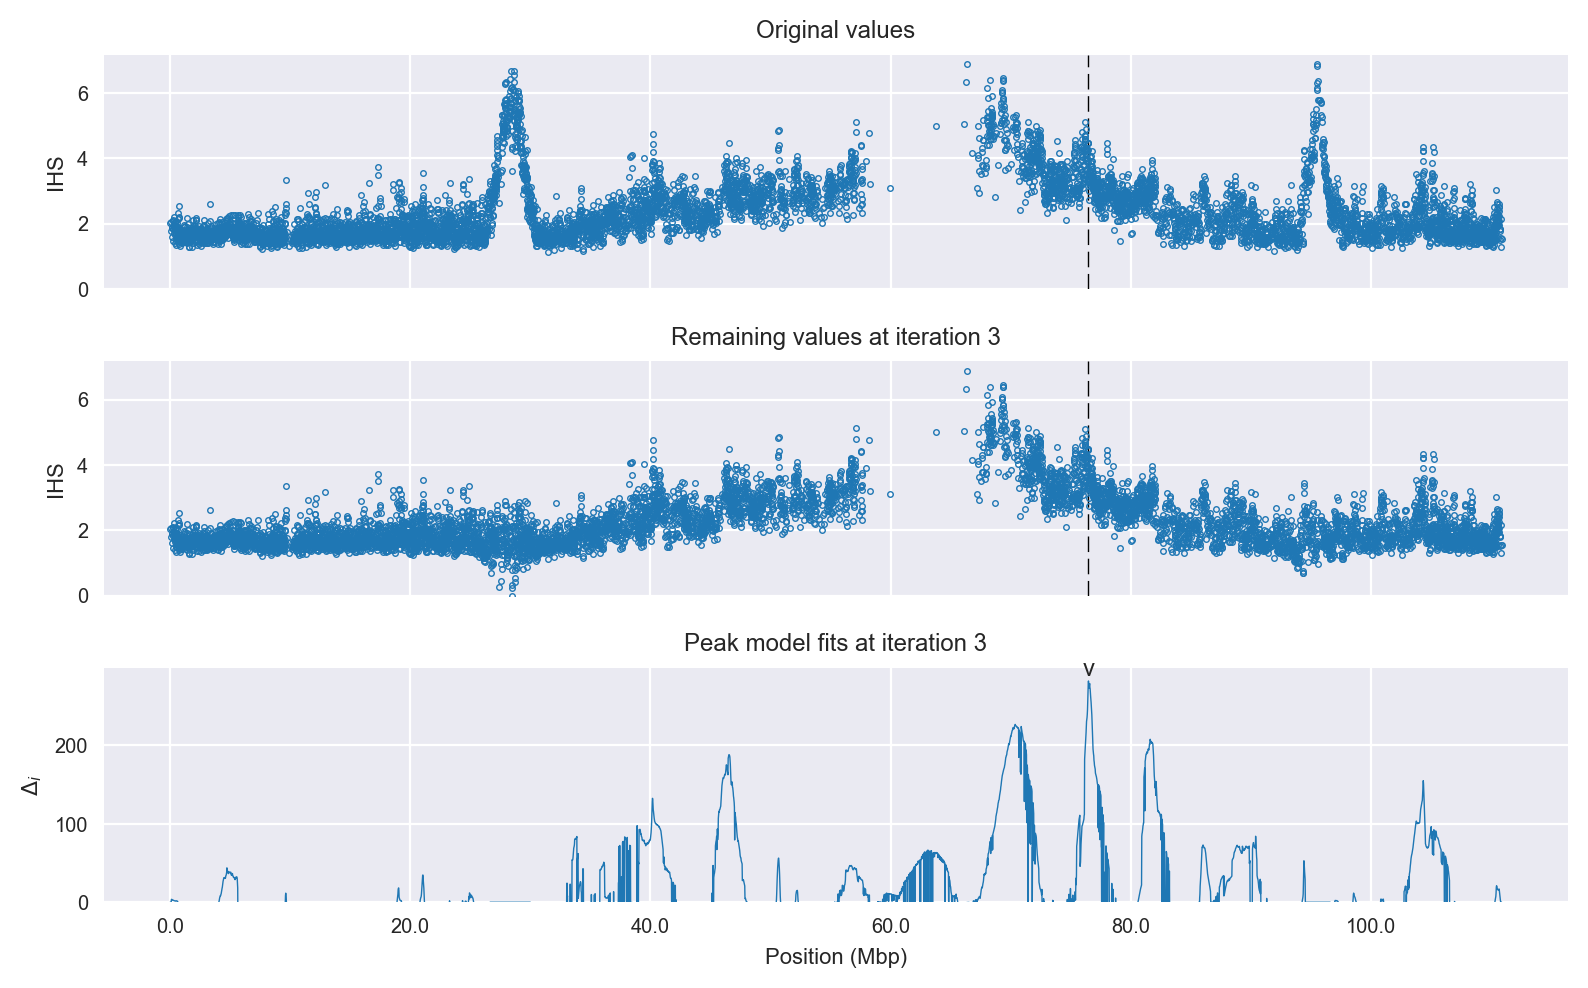 Original values
6
4
2
0
IHS
Remaining values at iteration 3
6
4
2
0
IHS
Peak model fits at iteration 3
v
200
100
0
Δi
0.0 20.0 40.0 60.0 80.0 100.0
Position (Mbp)